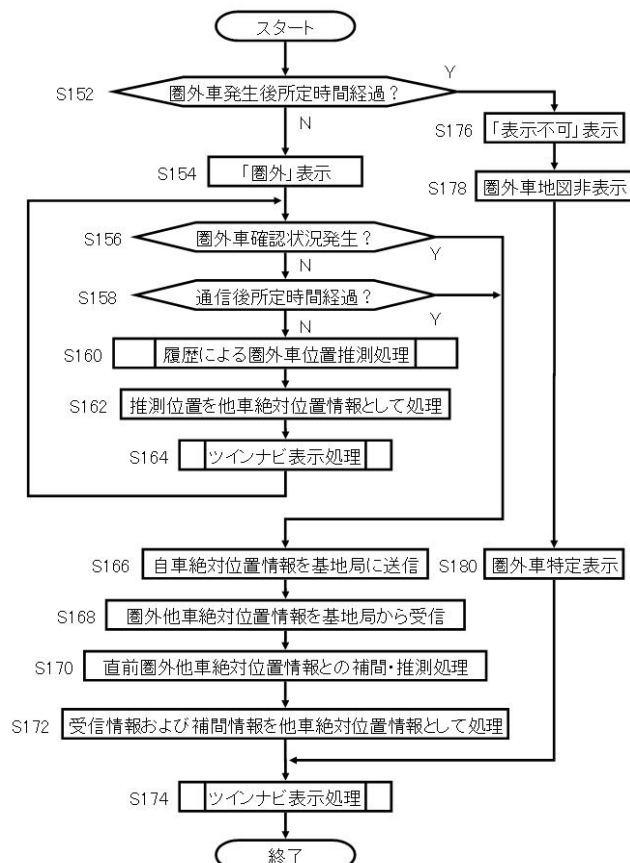 スタート
S152 圏外車発生後所定時間経過？ Y
N
S176 「表示不可」表示
S154 「圏外」表示
S178 圏外車地図非表示
S156 圏外車確認状況発生？ Y
N
S158 通信後所定時間経過？ Y
N
S160 履歴による圏外車位置推測処理
S162 推測位置を他車絶対位置情報として処理
S164 ツインナビ表示処理
S166 自車絶対位置情報を基地局に送信
S180 圏外車特定表示
S168 圏外他車絶対位置情報を基地局から受信
S170 直前圏外他車絶対位置情報との補間・推測処理
S172 受信情報および補間情報を他車絶対位置情報として処理
S174 ツインナビ表示処理
終了